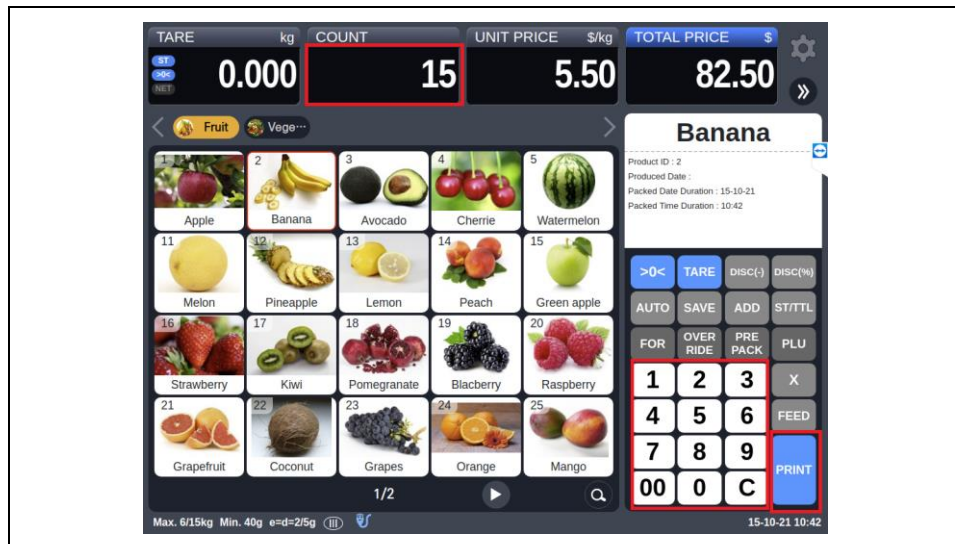 TARE kg COUNT UNIT PRICE $/kg TOTAL PRICE $
ST
>0<
NET
0.000 15 5.50 82.50
Fruit Vege···
Banana
Product ID : 2
Produced Date :
Packed Date Duration : 15-10-21
Packed Time Duration : 10:42
1 2 3 4 5
Apple Banana Avocado Cherrie Watermelon
11 12 13 14 15
Melon Pineapple Lemon Peach Green apple
16 17 18 19 20
Strawberry Kiwi Pomegranate Blacberry Raspberry
21 22 23 24 25
Grapefruit Coconut Grapes Orange Mango
1/2
>0< TARE DISC(-) DISC(%)
AUTO SAVE ADD ST/TTL
FOR OVER RIDE PRE PACK PLU
1 2 3 X
4 5 6 FEED
7 8 9 PRINT
00 0 C
Max. 6/15kg Min. 40g e=d=2/5g III 15-10-21 10:42